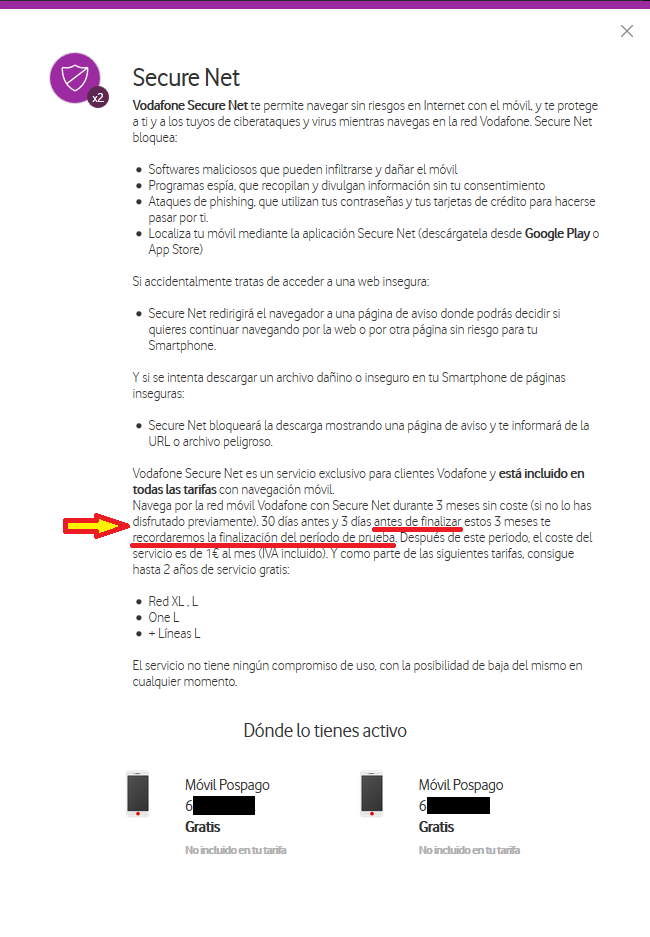 x2
Secure Net
Vodafone Secure Net te permite navegar sin riesgos en Internet con el móvil, y te protege
a ti y a los tuyos de ciberataques y virus mientras navegas en la red Vodafone. Secure Net
bloquea:
• Softwares maliciosos que pueden infiltrarse y dañar el móvil
• Programas espía, que recopilan y divulgan información sin tu consentimiento
• Ataques de phishing, que utilizan tus contraseñas y tus tarjetas de crédito para hacerse
pasar por ti.
• Localiza tu móvil mediante la aplicación Secure Net (descárgatela desde Google Play o
App Store)
Si accidentalmente tratas de acceder a una web insegura:
• Secure Net redirigirá el navegador a una página de aviso donde podrás decidir si
quieres continuar navegando por la web o por otra página sin riesgo para tu
Smartphone.
Y si se intenta descargar un archivo dañino o inseguro en tu Smartphone de páginas
inseguras:
• Secure Net bloqueará la descarga mostrando una página de aviso y te informará de la
URL o archivo peligroso.
Vodafone Secure Net es un servicio exclusivo para clientes Vodafone y está incluido en
todas las tarifas con navegación móvil.
Navega por la red móvil Vodafone con Secure Net durante 3 meses sin coste (si no lo has
disfrutado previamente). 30 días antes y 3 días antes de finalizar estos 3 meses te
recordaremos la finalización del período de prueba. Después de este periodo, el coste del
servicio es de 1€ al mes (IVA incluido). Y como parte de las siguientes tarifas, consigue
hasta 2 años de servicio gratis:
• Red XL , L
• One L
• + Líneas L
El servicio no tiene ningún compromiso de uso, con la posibilidad de baja del mismo en
cualquier momento.
Dónde lo tienes activo
Móvil Pospago
6
Gratis
No incluido en tu tarifa
Móvil Pospago
6
Gratis
No incluido en tu tarifa